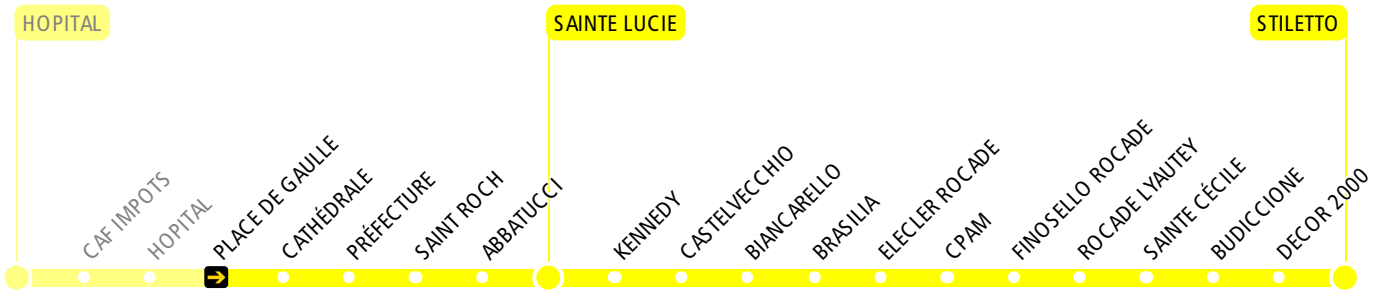 HOPITAL
SAINTE LUCIE
STILETTO
CAF IMPOTS
HOPITAL
PLACE DE GAULLE
CATHÉDRALE
PRÉFECTURE
SAINT ROCH
ABBATUCCI
KENNEDY
CASTELVECCHIO
BIANCARELLO
BRASILIA
ELECLER ROCADE
CPAM
FINOSELLO ROCADE
ROCADE LYAUTEY
SAINTE CÉCILE
BUDICCIONE
DECOR 2000